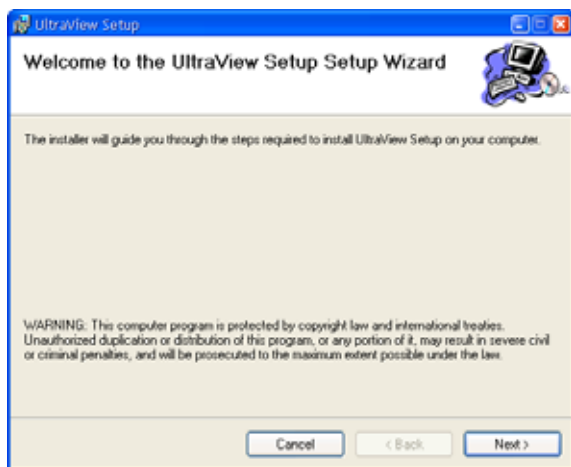 UltraView Setup
Welcome to the UltraView Setup Setup Wizard
The installer will guide you through the steps required to install UltraView Setup on your computer.
WARNING: This computer program is protected by copyright law and international treaties.
Unauthorized duplication or distribution of this program, or any portion of it, may result in severe civil
or criminal penalties, and will be prosecuted to the maximum extent possible under the law.
Cancel
< Back
Next >